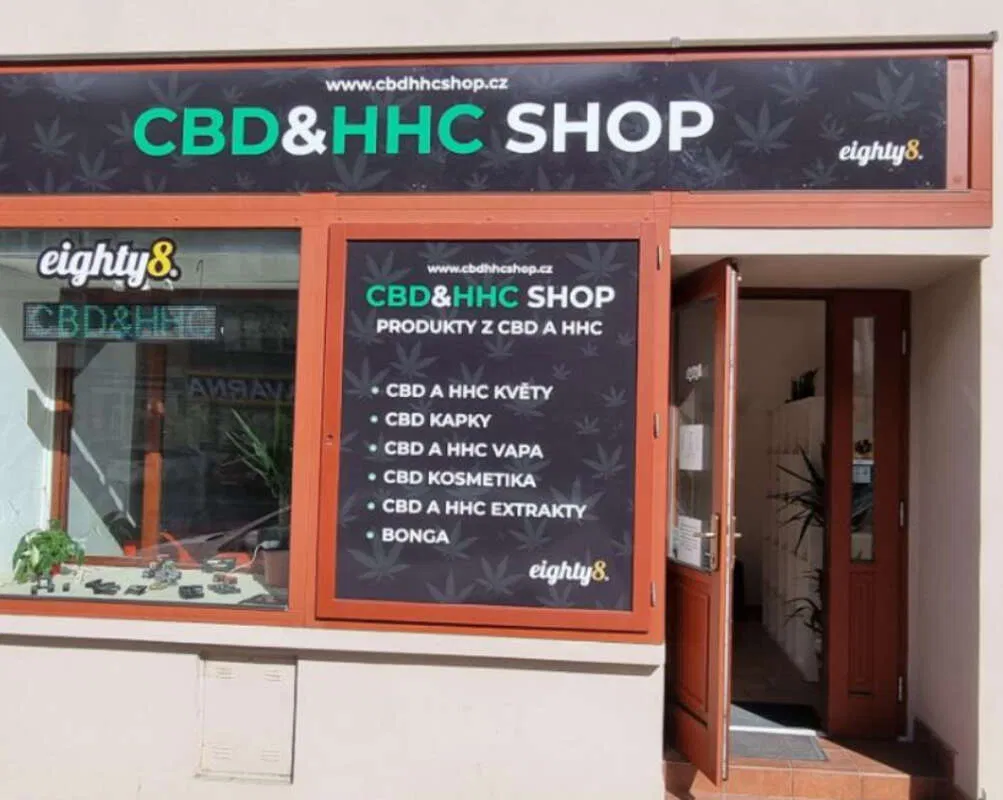 www.cbdhhcshop.cz
CBD&HHC SHOP
eighty8.
eighty8.
CBD&HHC
www.cbdhhcshop.cz
CBD&HHC SHOP
PRODUKTY Z CBD A HHC
• CBD A HHC KVĚTY
• CBD KAPKY
• CBD A HHC VAPA
• CBD KOSMETIKA
• CBD A HHC EXTRAKTY
• BONGA
eighty8.